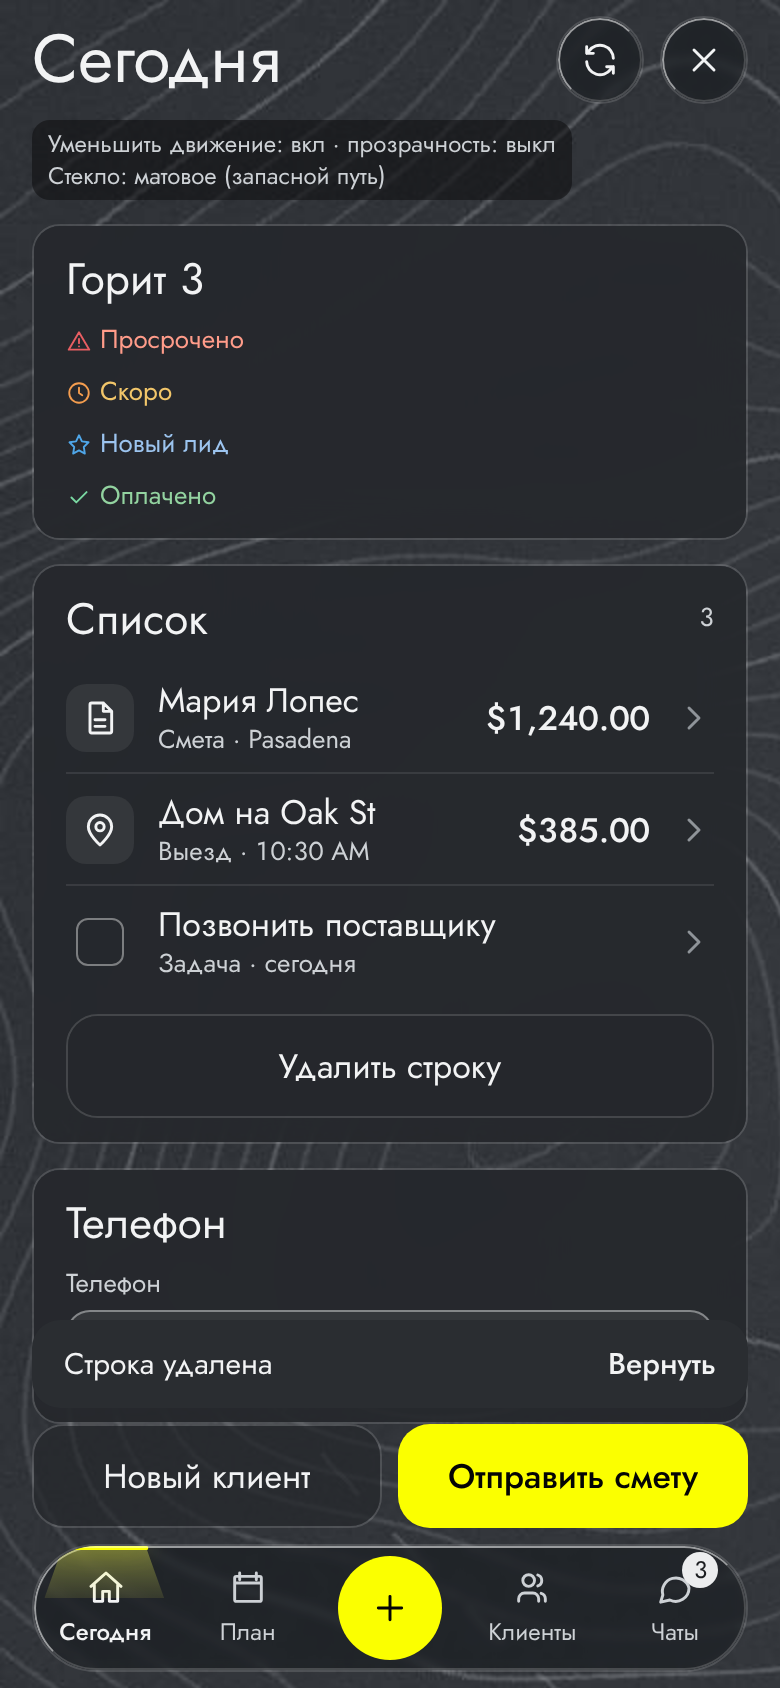 Сегодня
Уменьшить движение: вкл · прозрачность: выкл
Стекло: матовое (запасной путь)
Горит 3
Просрочено
Скоро
Новый лид
Оплачено
Список
3
Мария Лопес
$1,240.00
Смета · Pasadena
Дом на Oak St
$385.00
Выезд · 10:30 AM
Позвонить поставщику
Задача · сегодня
Удалить строку
Телефон
Телефон
Строка удалена
Вернуть
Новый клиент
Отправить смету
3
Сегодня
План
Клиенты
Чаты